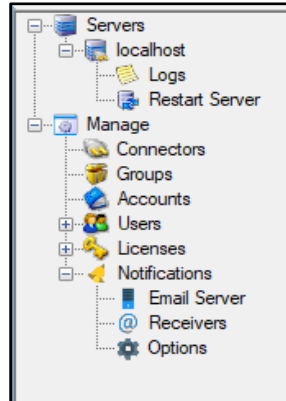 Servers
localhost
Logs
Restart Server
Manage
Connectors
Groups
Accounts
Users
Licenses
Notifications
Email Server
@ Receivers
Options